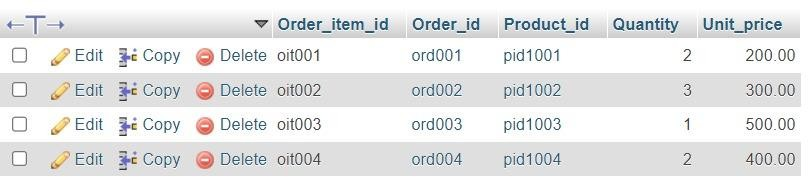 Order_item_id Order_id Product_id Quantity Unit_price
Edit Copy Delete oit001 ord001 pid1001 2 200.00
Edit Copy Delete oit002 ord002 pid1002 3 300.00
Edit Copy Delete oit003 ord003 pid1003 1 500.00
Edit Copy Delete oit004 ord004 pid1004 2 400.00